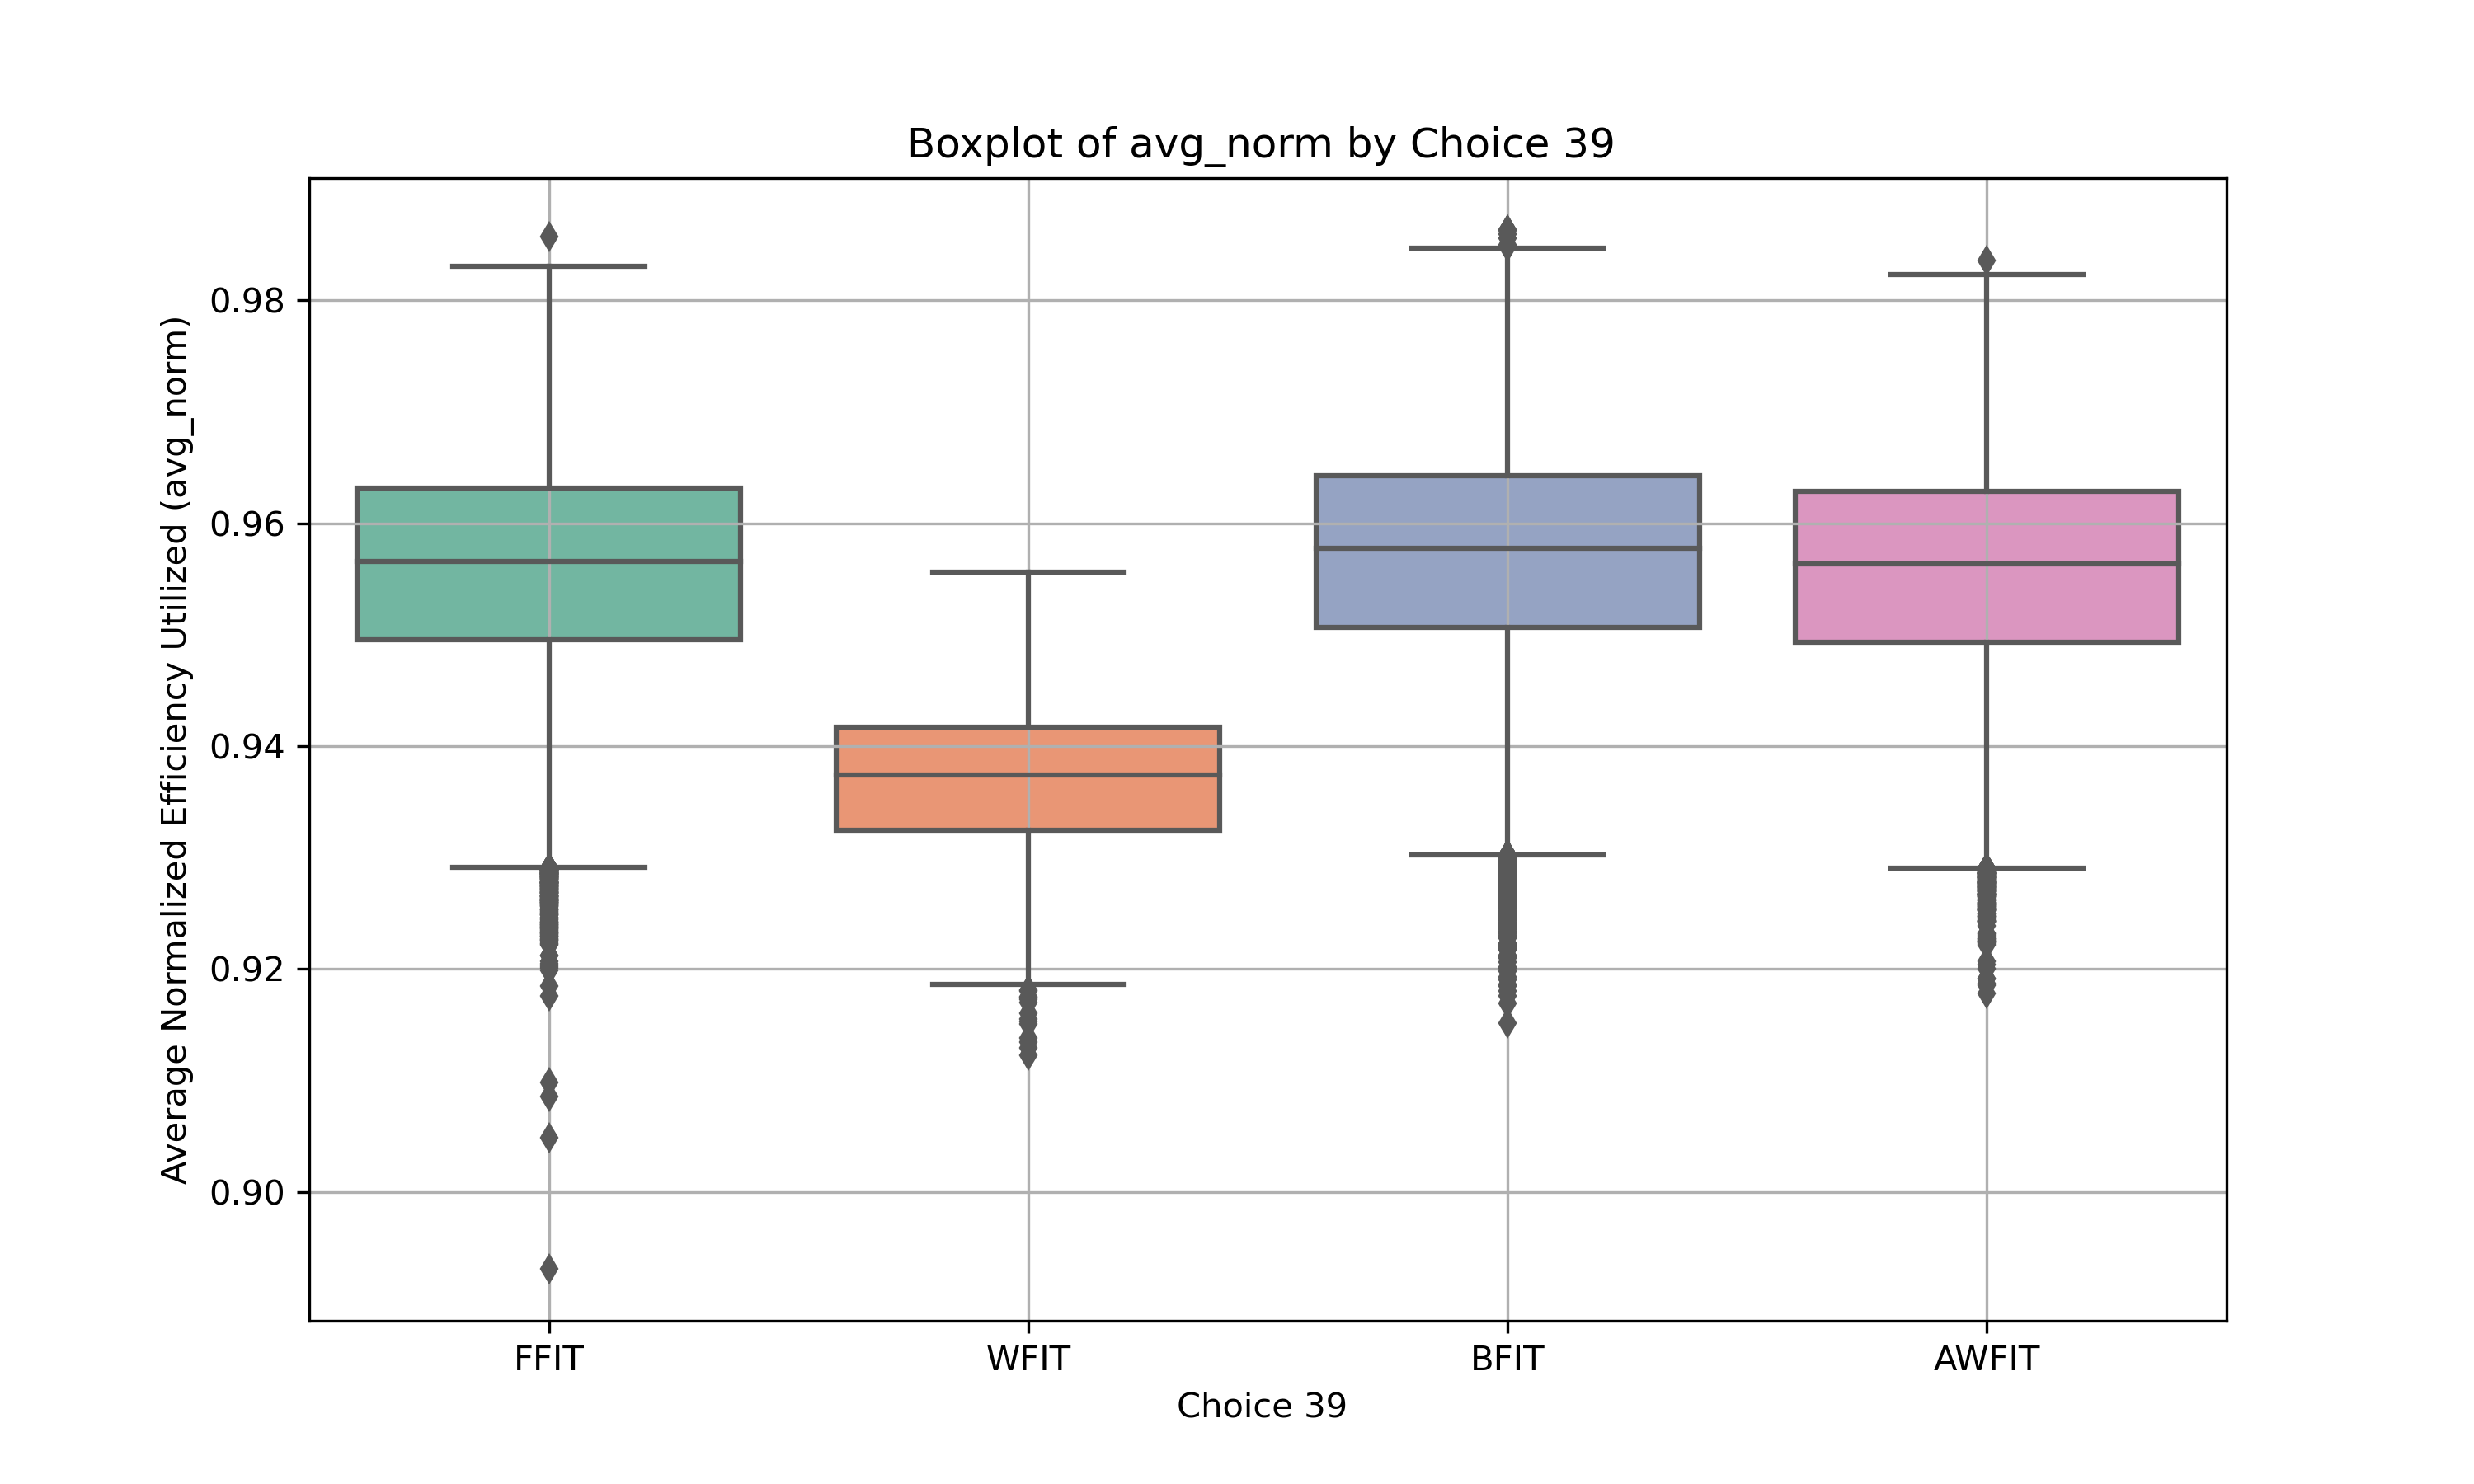 Boxplot of avg_norm by Choice 39
Average Normalized Efficiency Utilized (avg_norm)
0.98
0.96
0.94
0.92
0.90
FFIT
WFIT
BFIT
AWFIT
Choice 39